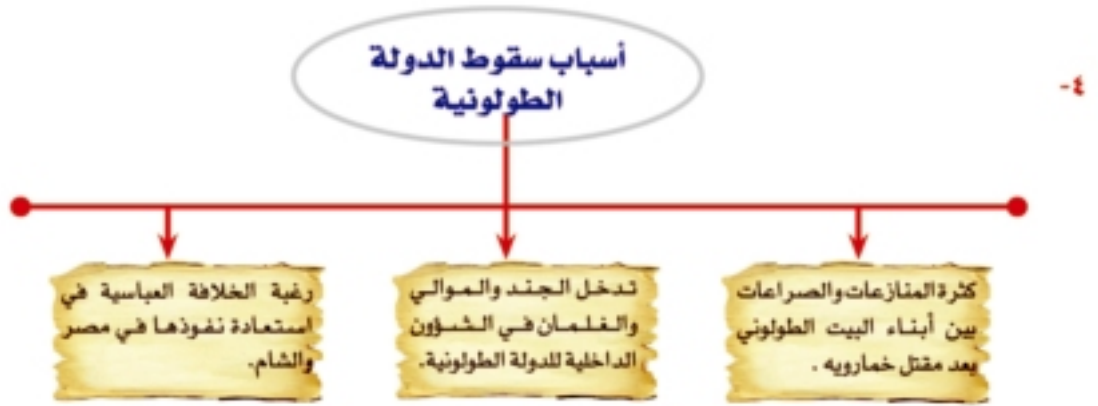 ٤-
أسباب سقوط الدولة
الطولونية
كثرة المنازعات والصراعات
بين أبناء البيت الطولوني
بعد مقتل خمارويه .
تدخل الجند والموالي
والغلمان في الشؤون
الداخلية للدولة الطولونية.
رغبة الخلافة العباسية في
استعادة نفوذها في مصر
والشام.